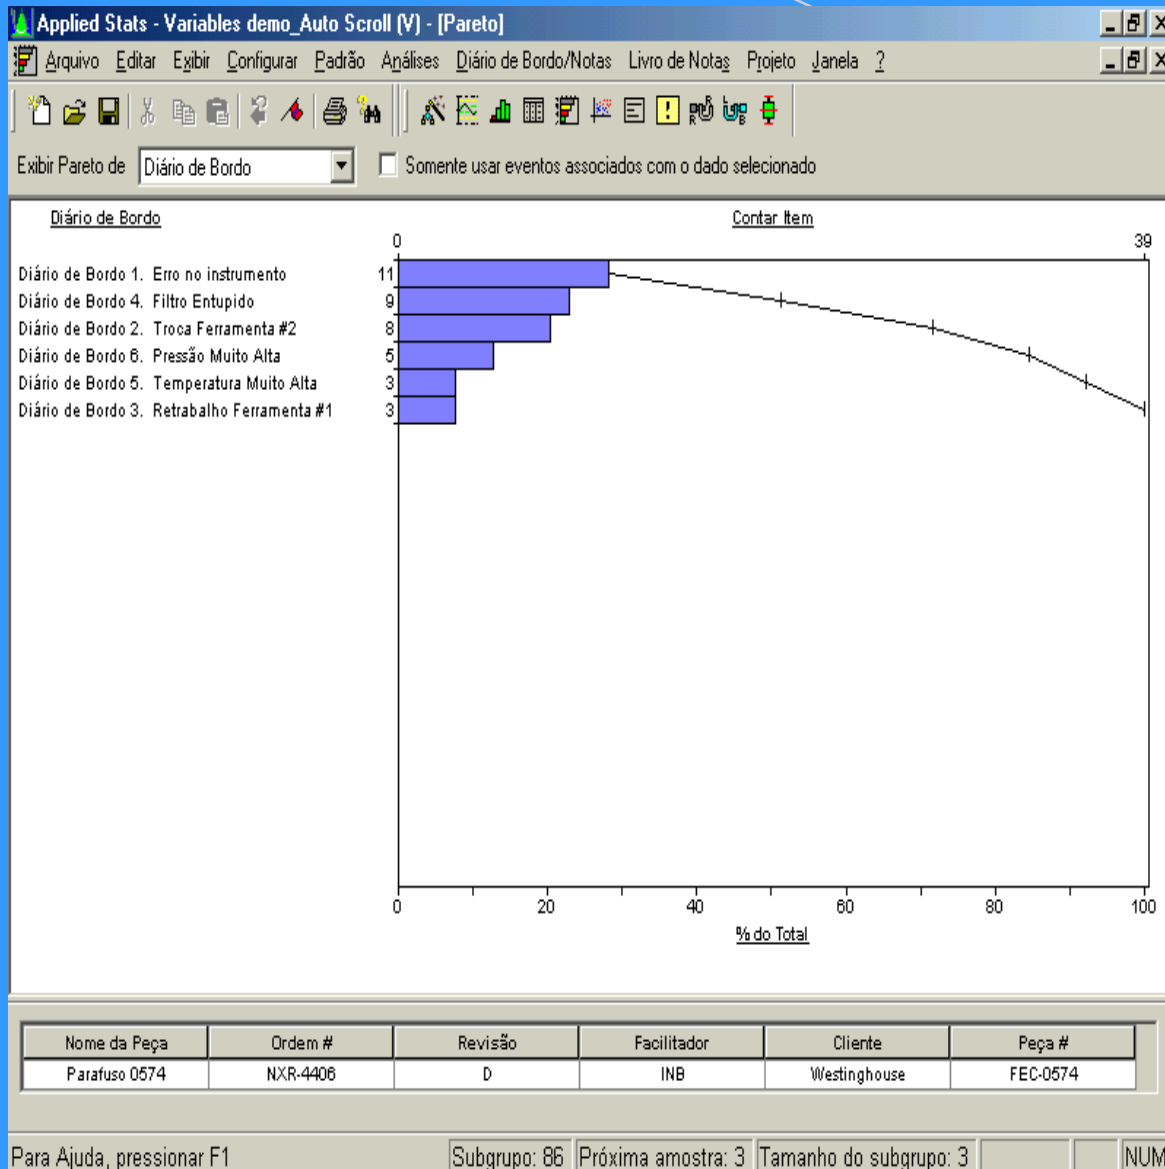 Applied Stats - Variables demo_Auto Scroll (V) - [Pareto]
Arquivo Editar Exibir Configurar Padrão Análises Diário de Bordo/Notas Livro de Notas Projeto Janela ?
Exibir Pareto de Diário de Bordo Somente usar eventos associados com o dado selecionado
Diário de Bordo Contar Item
0 39
Diário de Bordo 1. Erro no instrumento 11
Diário de Bordo 4. Filtro Entupido 9
Diário de Bordo 2. Troca Ferramenta #2 8
Diário de Bordo 6. Pressão Muito Alta 5
Diário de Bordo 5. Temperatura Muito Alta 3
Diário de Bordo 3. Retrabalho Ferramenta #1 3
0 20 40 60 80 100
% do Total
Nome da Peça Ordem # Revisão Facilitador Cliente Peça #
Parafuso 0574 NXR-4406 D INB Westinghouse FEC-0574
Para Ajuda, pressionar F1 Subgrupo: 86 Próxima amostra: 3 Tamanho do subgrupo: 3 NUM